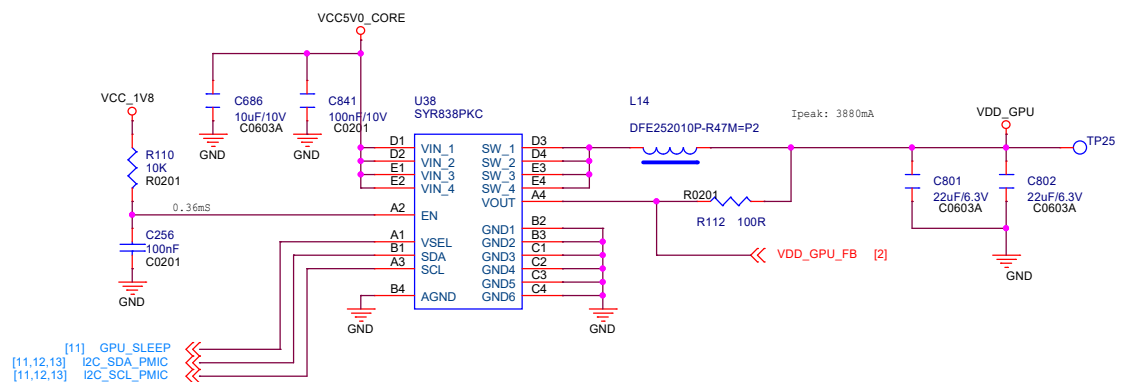 VCC5V0_CORE
VCC_1V8
C686
10uF/10V
C0603A
C841
100nF/10V
C0201
GND
GND
U38
SYR838PKC
L14
DFE252010P-R47M=P2
Ipeak: 3880mA
VDD_GPU
TP25
R110
10K
R0201
0.36mS
C256
100nF
C0201
GND
D1 VIN_1
D2 VIN_2
E1 VIN_3
E2 VIN_4
A2 EN
A1 VSEL
B1 SDA
A3 SCL
B4 AGND
SW_1 D3
SW_2 D4
SW_3 E3
SW_4 E4
VOUT A4
GND1 B2
GND2 B3
GND3 C1
GND4 C2
GND5 C3
GND6 C4
R0201
R112 100R
VDD_GPU_FB [2]
C801
22uF/6.3V
C0603A
C802
22uF/6.3V
C0603A
GND
GND
GND
[11] GPU_SLEEP
[11,12,13] I2C_SDA_PMIC
[11,12,13] I2C_SCL_PMIC